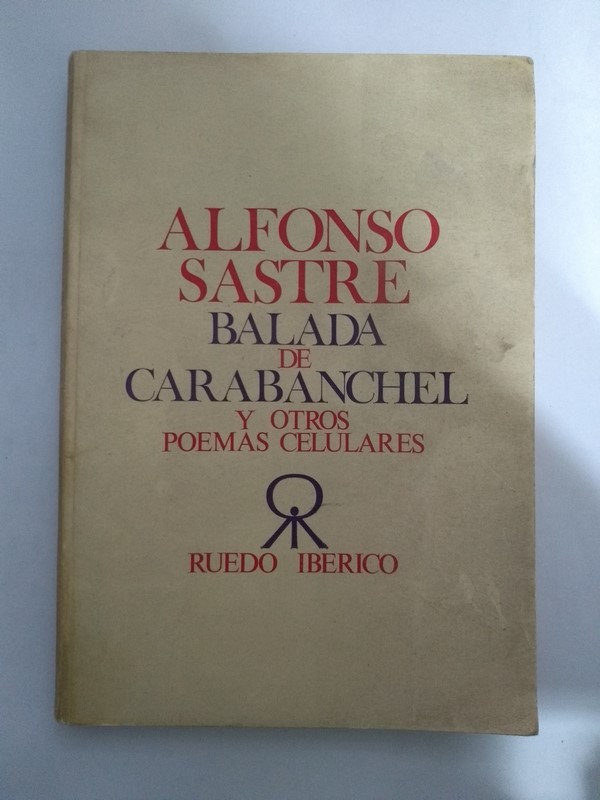 ALFONSO
SASTRE
BALADA
DE
CARABANCHEL
Y OTROS
POEMAS CELULARES
RUEDO IBERICO